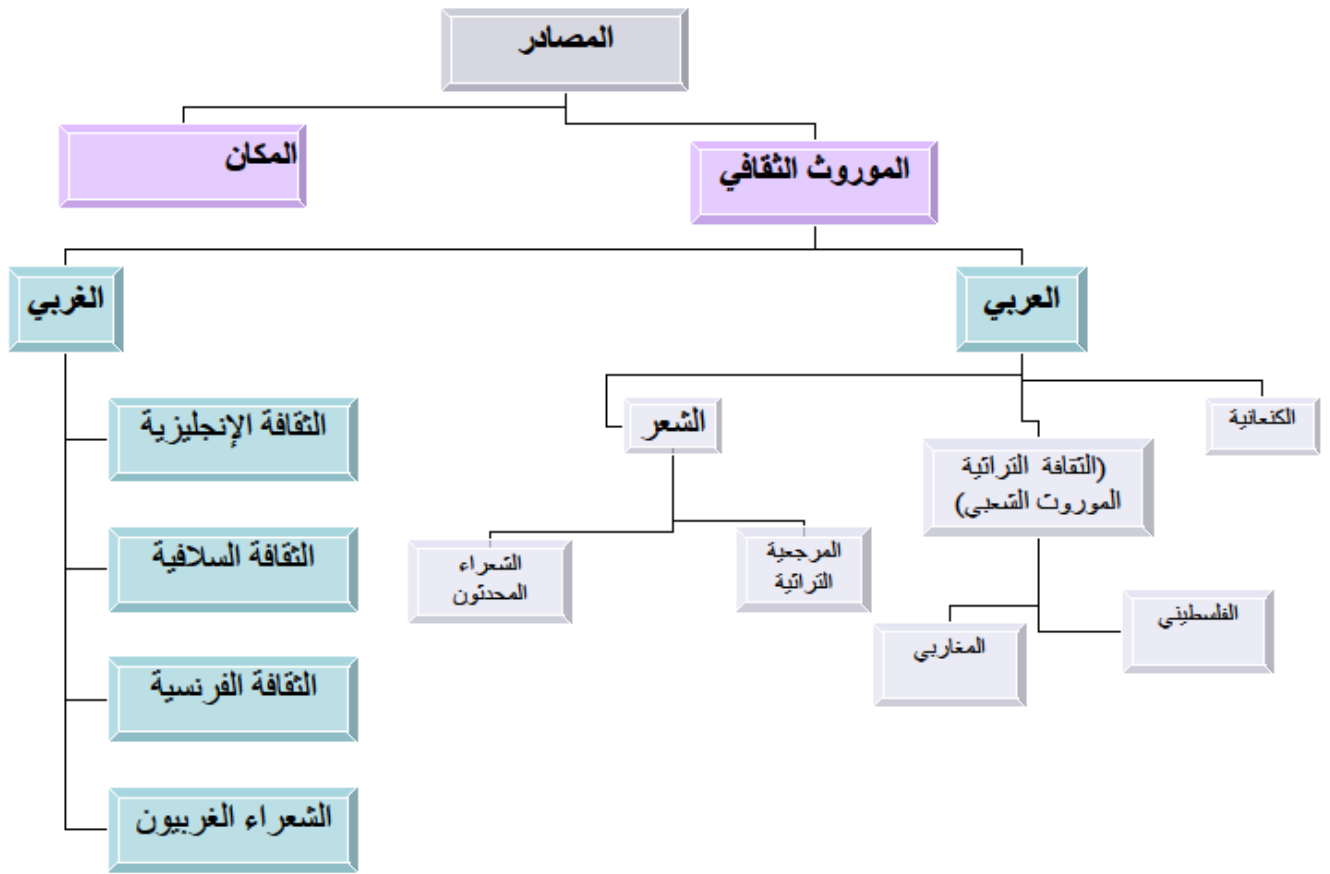 المصادر
الموروث الثقافي
المكان
العربي
الغربي
الكنعانية
(الثقافة التراثية
الموروث الشعبي)
الشعر
الفلسطيني
المغاربي
المرجعية
التراثية
الشعراء
المحدثون
الثقافة الإنجليزية
الثقافة السلافية
الثقافة الفرنسية
الشعراء الغربيون